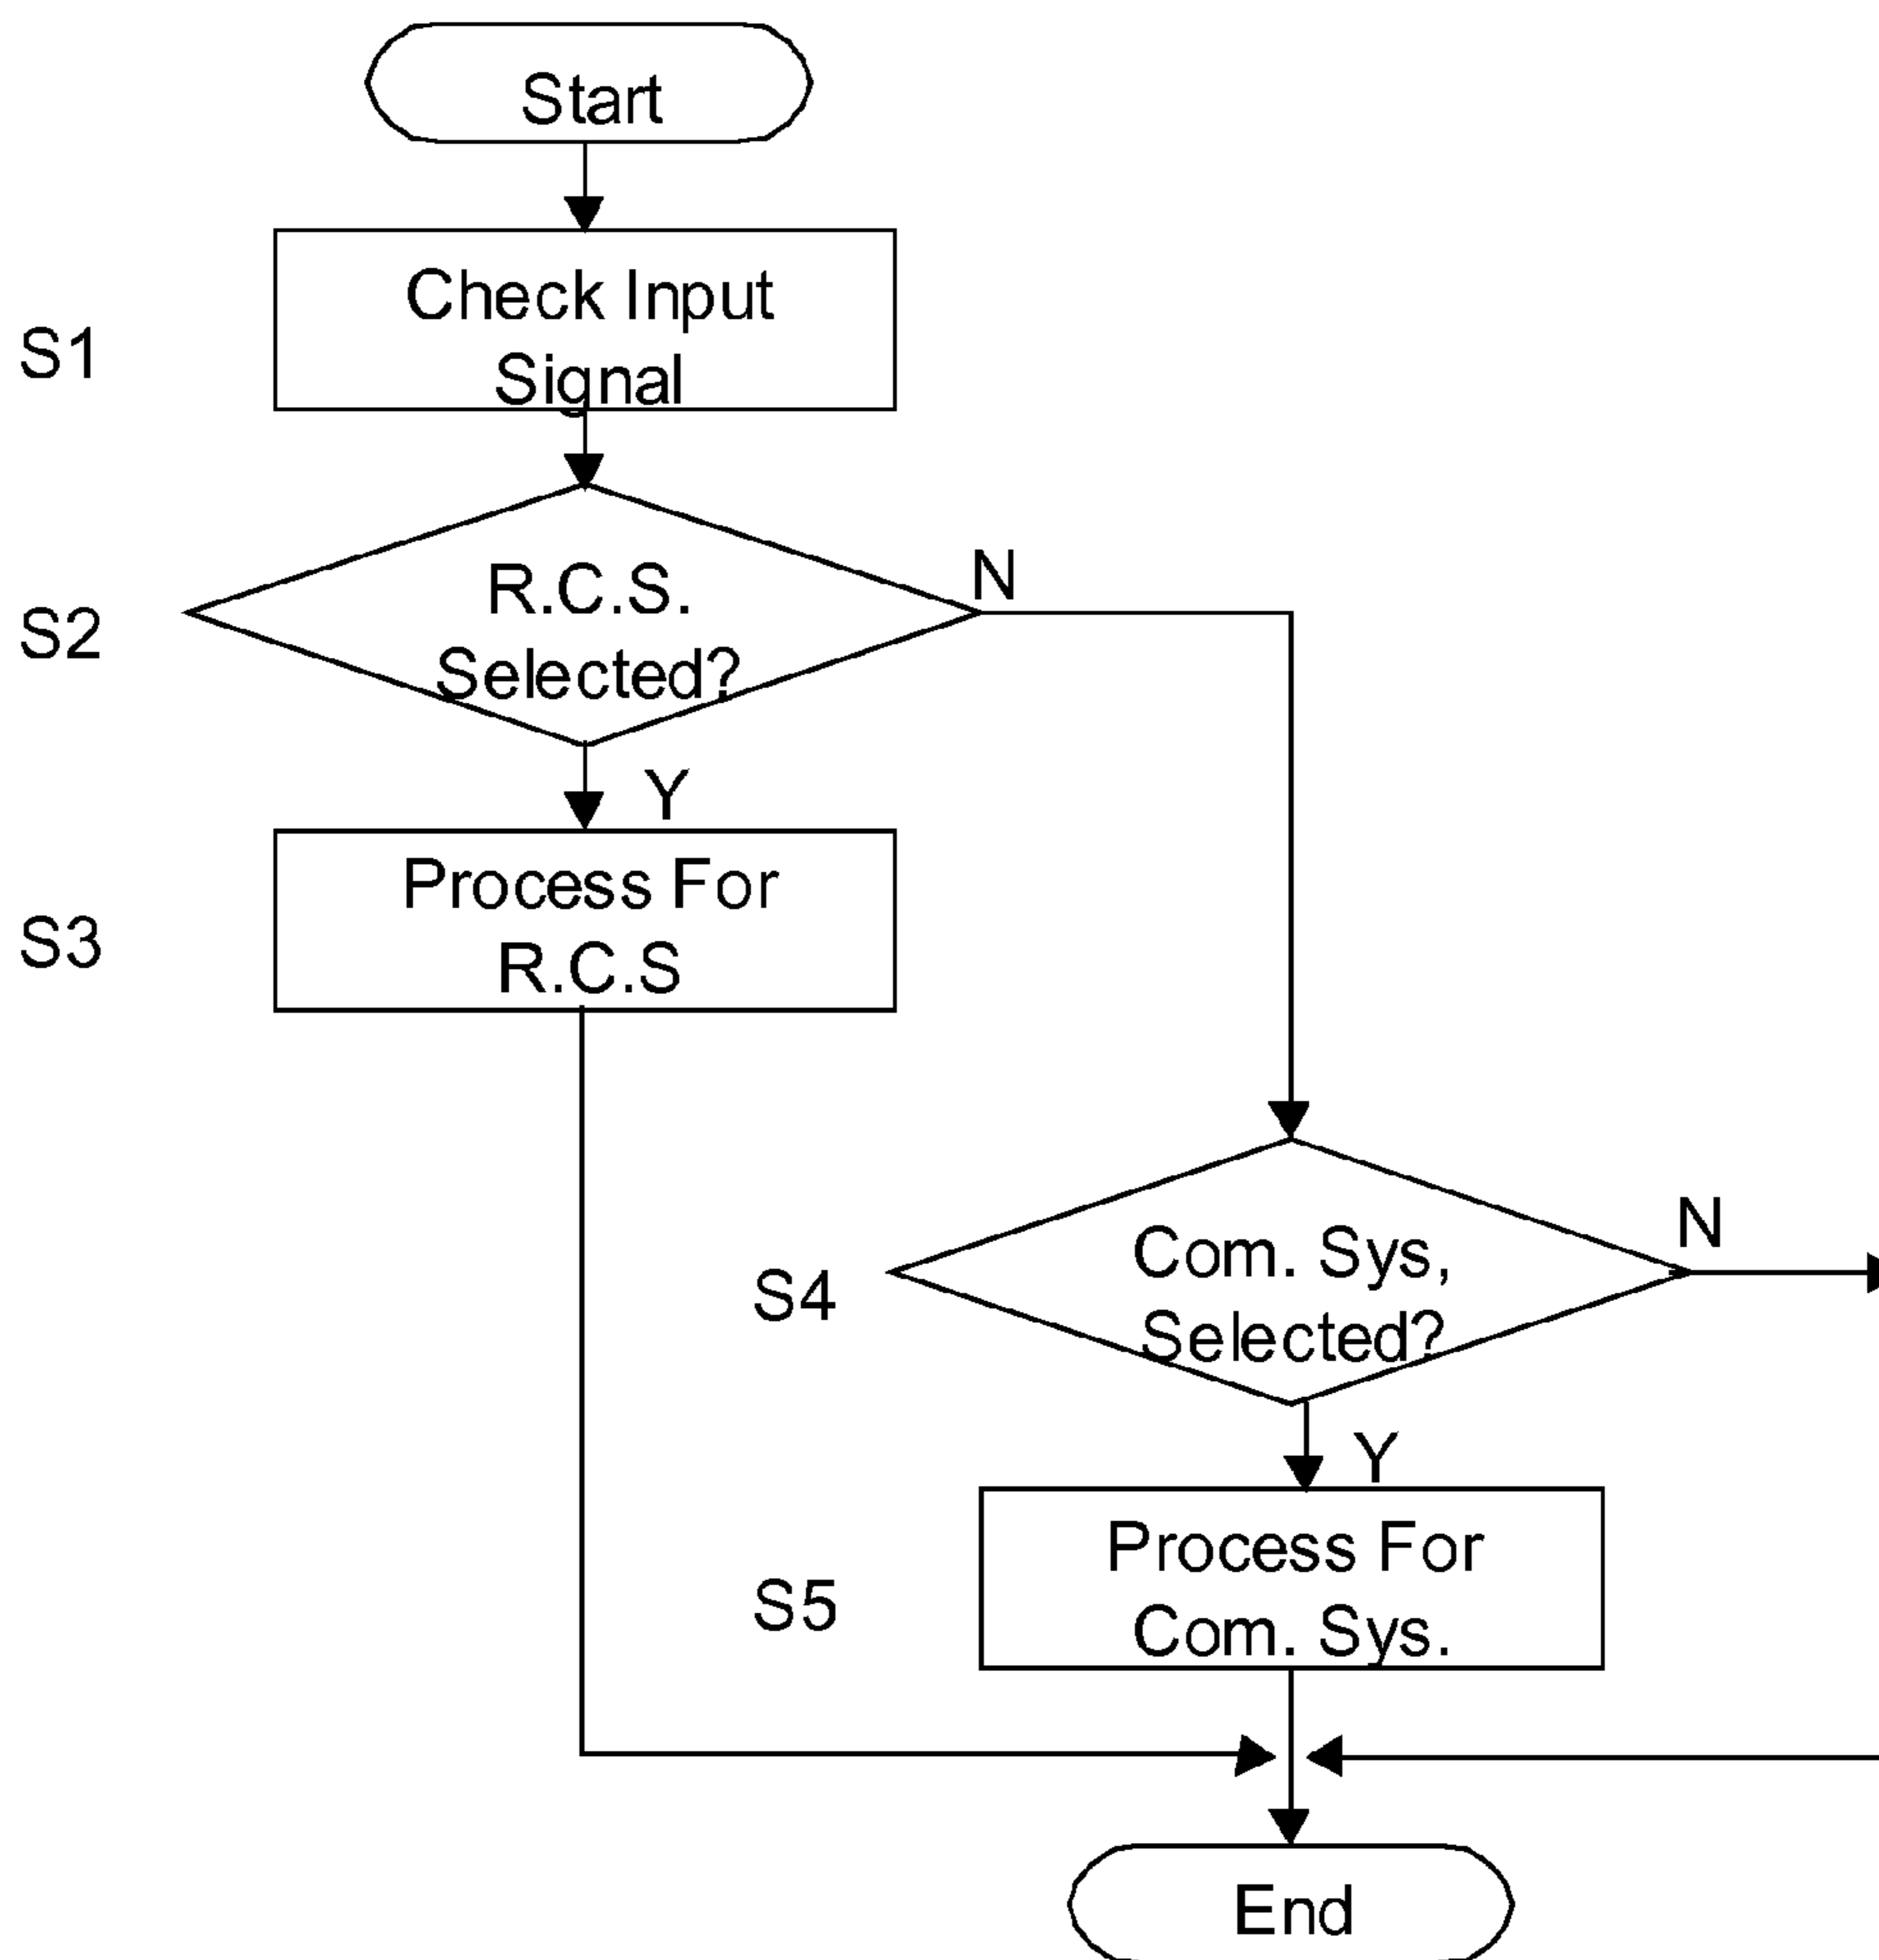 Start
S1
Check Input
Signal
S2
R.C.S.
Selected?
N
Y
S3
Process For
R.C.S
S4
Com. Sys,
Selected?
N
Y
S5
Process For
Com. Sys.
End